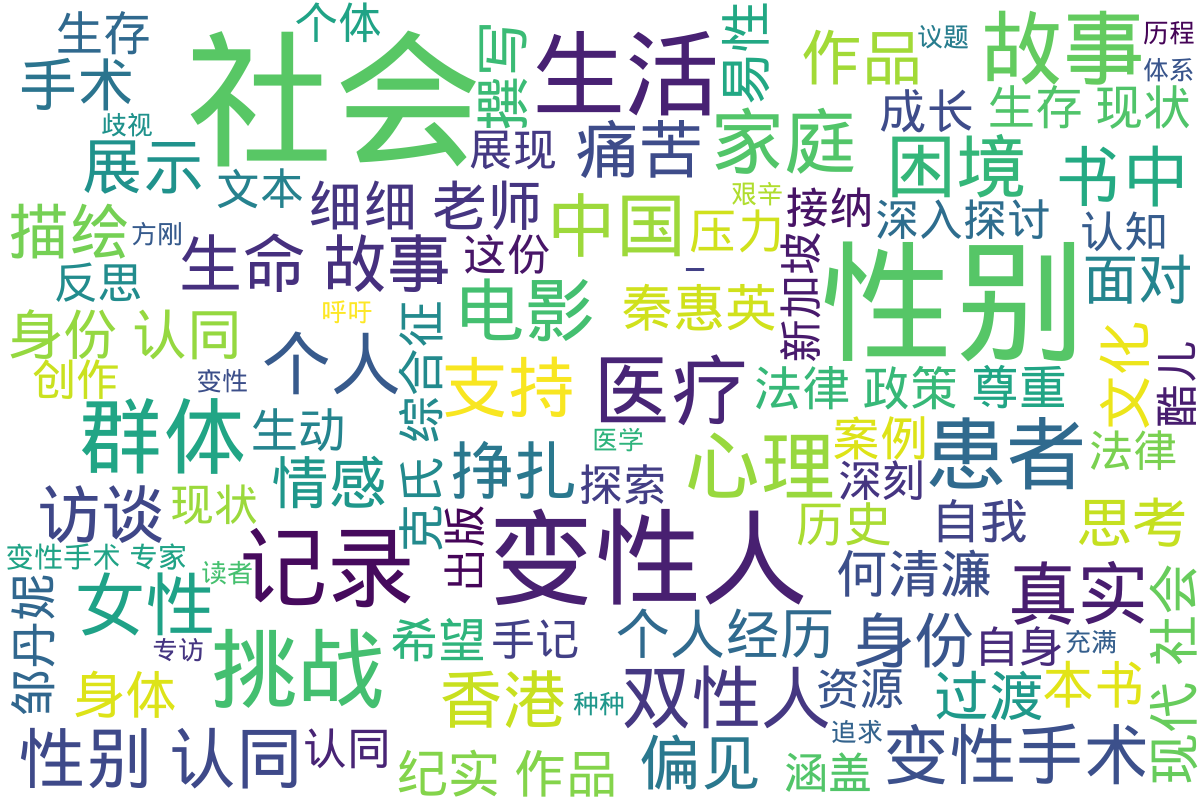 生存
个体
社会
撰写
生活
易性
作品
议题
故事
历程
手术
体系
歧视
展示
文本
展现
痛苦
家庭
成长
生存 现状
困境
书中
描绘
方刚
细细 老师
中国
艰辛
压力
接纳
深入探讨
认知
反思
生命 故事
这份
一
新加坡
性别
面对
身份 认同
呼吁
电影
秦惠英
创作
变性
个人
综合征
支持
医疗
法律 政策 尊重
文化
酷儿
群体
生动
医学
心理
案例
患者
法律
情感
克氏
挣扎
探索
深刻
访谈
现状
记录
出版
变性人
历史
自我
思考
变性手术 专家
读者
何清濂
真实
邹丹妮
女性
专访
挑战
希望
手记
个人经历
身份
自身
充满
现代 社会
身体
香港
种种
双性人
资源
过渡
本书
性别 认同
认同
纪实 作品
偏见
追求
涵盖
变性手术